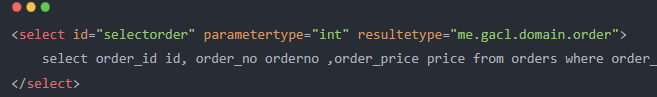 <select id="selectorder" parametertype="int" resultetype="me.gacl.domain.order">
select order_id id, order_no orderno ,order_price price from orders where order_
</select>